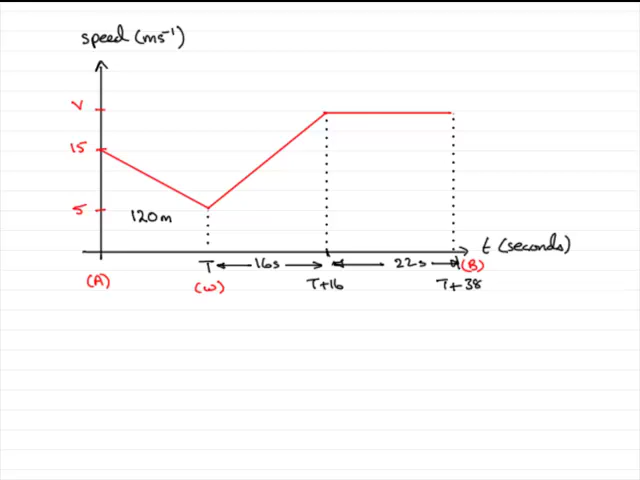 speed (ms⁻¹)
V
15
5
120m
t (seconds)
T
16s
22s
(B)
(A)
(W)
T+16
T+38